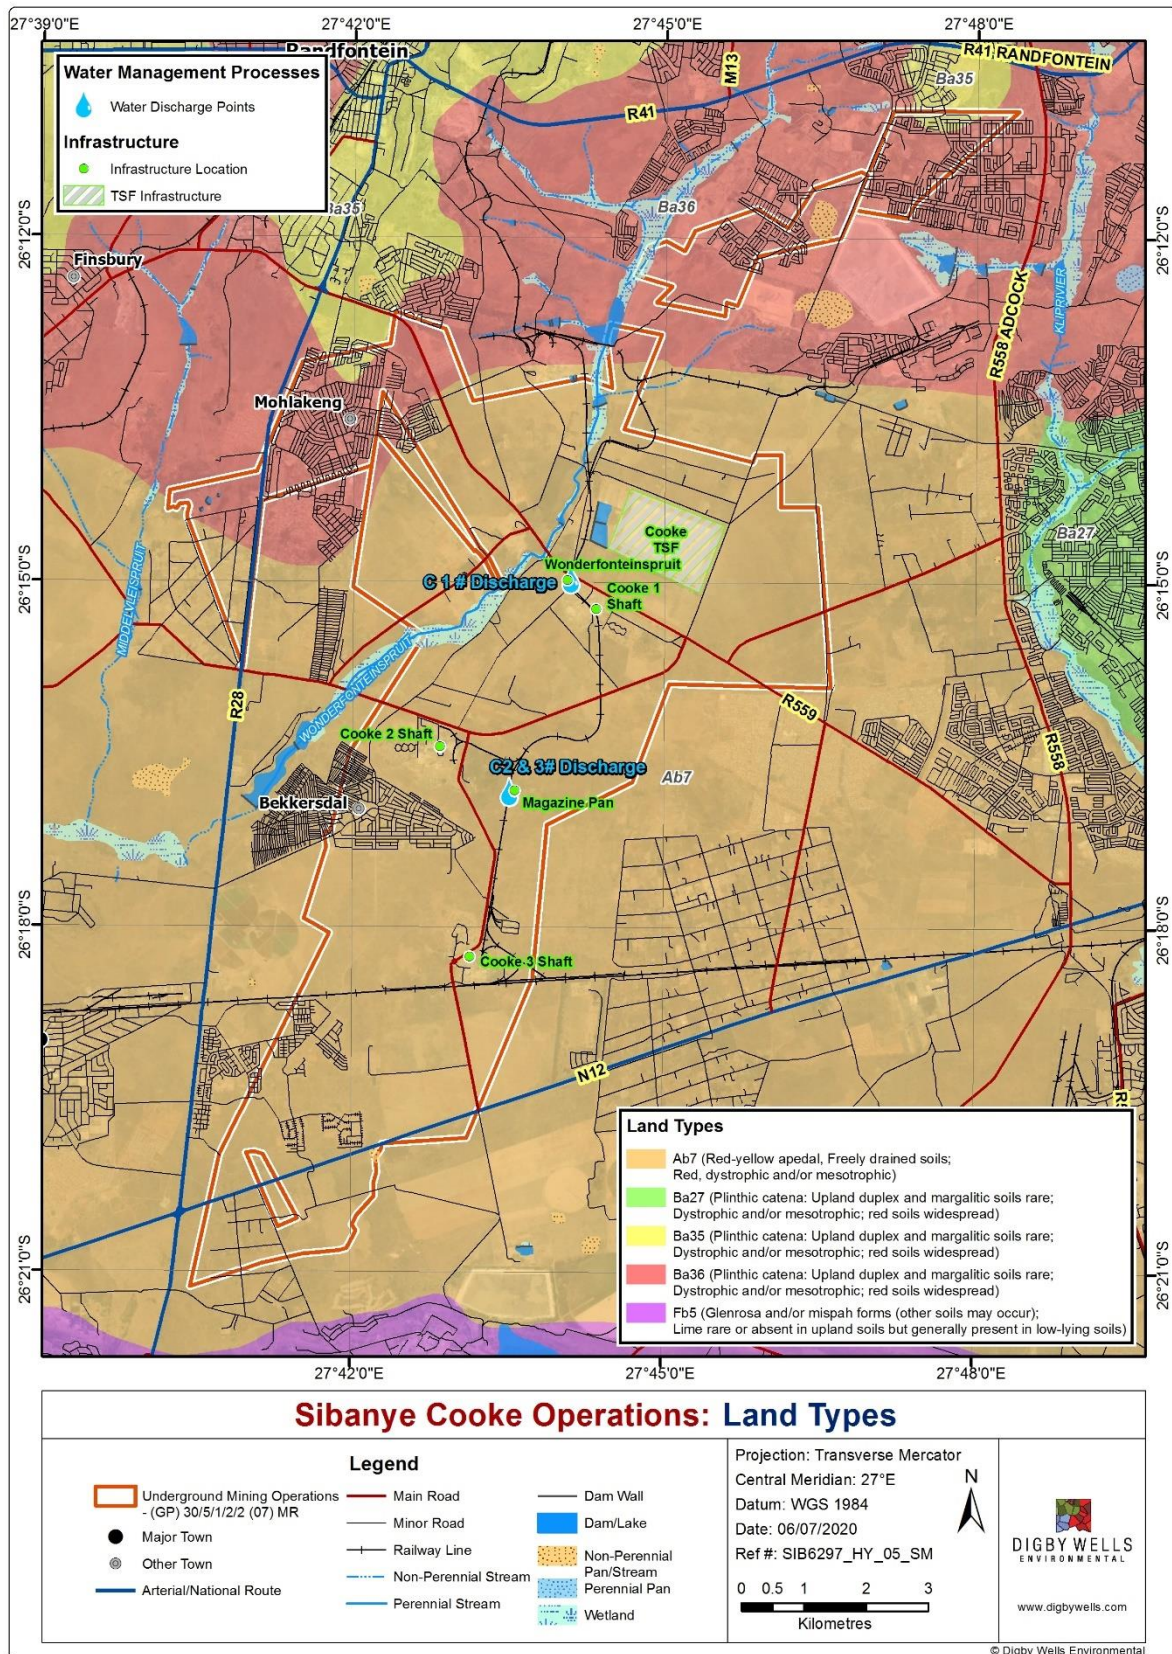 27°39'0"E
27°42'0"E
27°45'0"E
27°48'0"E
Randfontein
R41;RANDFONTEIN
Water Management Processes
Water Discharge Points
Infrastructure
Infrastructure Location
TSF Infrastructure
M13
R41
Ba35
Ba35
Ba36
26°12'0"S
26°12'0"S
Finsbury
KLIPRIVIER
R558 ADCOCK
Mohlakeng
Ba27
Cooke
TSF
Wonderfonteinspruit
26°15'0"S
26°15'0"S
C 1 # Discharge
Cooke 1
Shaft
MIDDELVLEISPRUIT
WONDERFONTEINSPRUIT
R28
R559
R558
Cooke 2 Shaft
C2 & 3# Discharge
Ab7
Bekkersdal
Magazine Pan
26°18'0"S
26°18'0"S
Cooke 3 Shaft
N12
Land Types
Ab7 (Red-yellow apedal, Freely drained soils;
Red, dystrophic and/or mesotrophic)
Ba27 (Plinthic catena: Upland duplex and margalitic soils rare;
Dystrophic and/or mesotrophic; red soils widespread)
Ba35 (Plinthic catena: Upland duplex and margalitic soils rare;
Dystrophic and/or mesotrophic; red soils widespread)
Ba36 (Plinthic catena: Upland duplex and margalitic soils rare;
Dystrophic and/or mesotrophic; red soils widespread)
Fb5 (Glenrosa and/or mispah forms (other soils may occur);
Lime rare or absent in upland soils but generally present in low-lying soils)
26°21'0"S
26°21'0"S
27°42'0"E
27°45'0"E
27°48'0"E
Sibanye Cooke Operations: Land Types
Legend
Underground Mining Operations
- (GP) 30/5/1/2/2 (07) MR
Major Town
Other Town
Arterial/National Route
Main Road
Minor Road
Railway Line
Non-Perennial Stream
Perennial Stream
Dam Wall
Dam/Lake
Non-Perennial
Pan/Stream
Perennial Pan
Wetland
Projection: Transverse Mercator
Central Meridian: 27°E
Datum: WGS 1984
Date: 06/07/2020
Ref #: SIB6297_HY_05_SM
N
0 0.5 1 2 3
Kilometres
DIGBY WELLS
ENVIRONMENTAL
www.digbywells.com
© Digby Wells Environmental